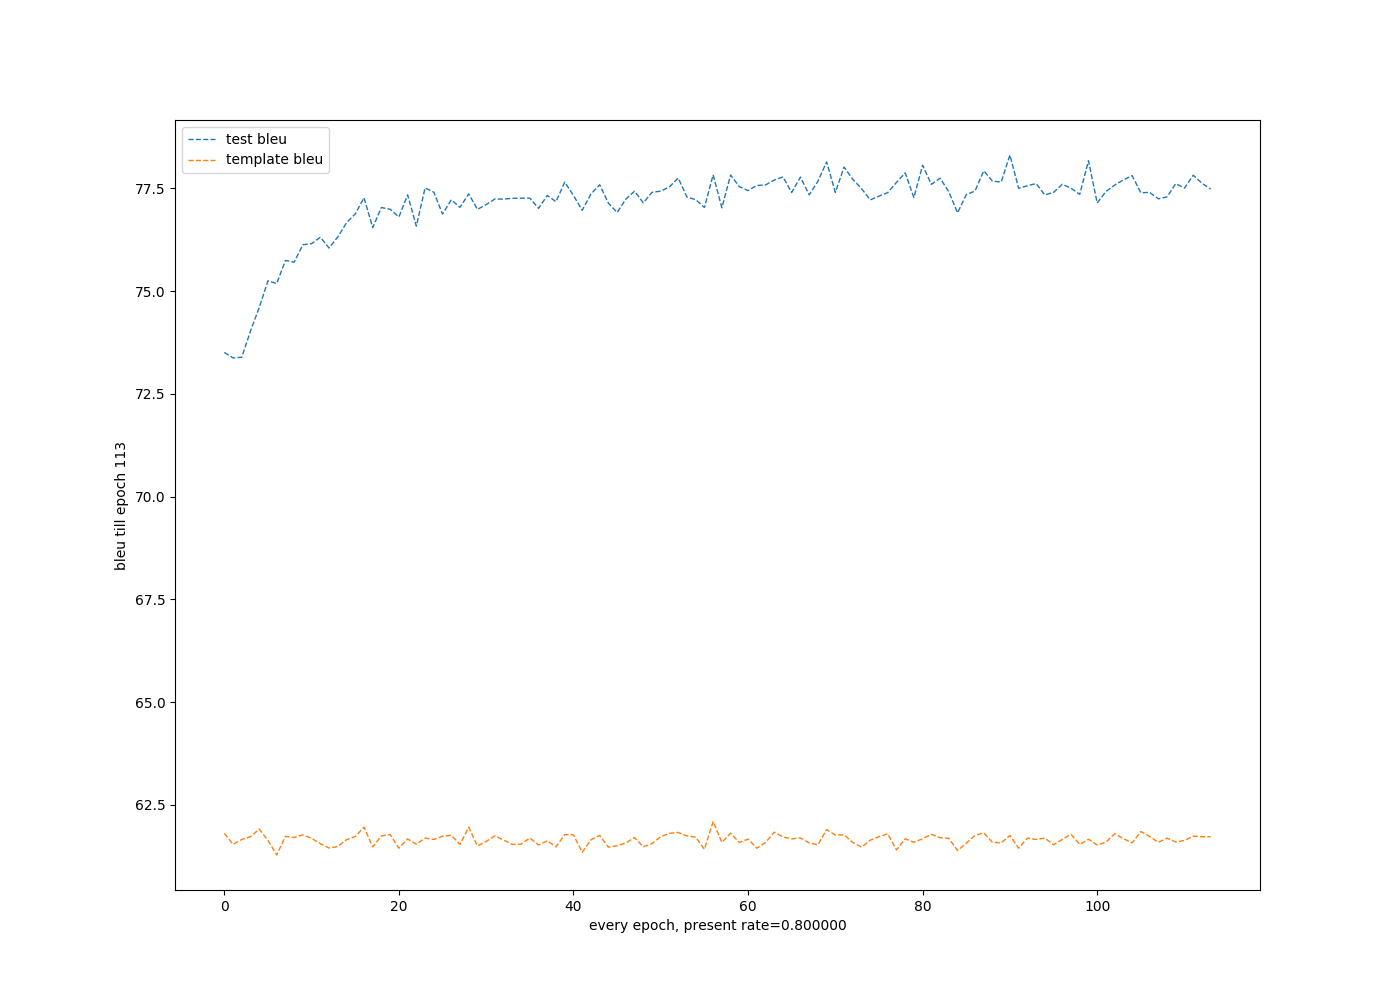 test bleu
template bleu
77.5
75.0
72.5
70.0
67.5
65.0
62.5
bleu till epoch 113
0 20 40 60 80 100
every epoch, present rate=0.800000